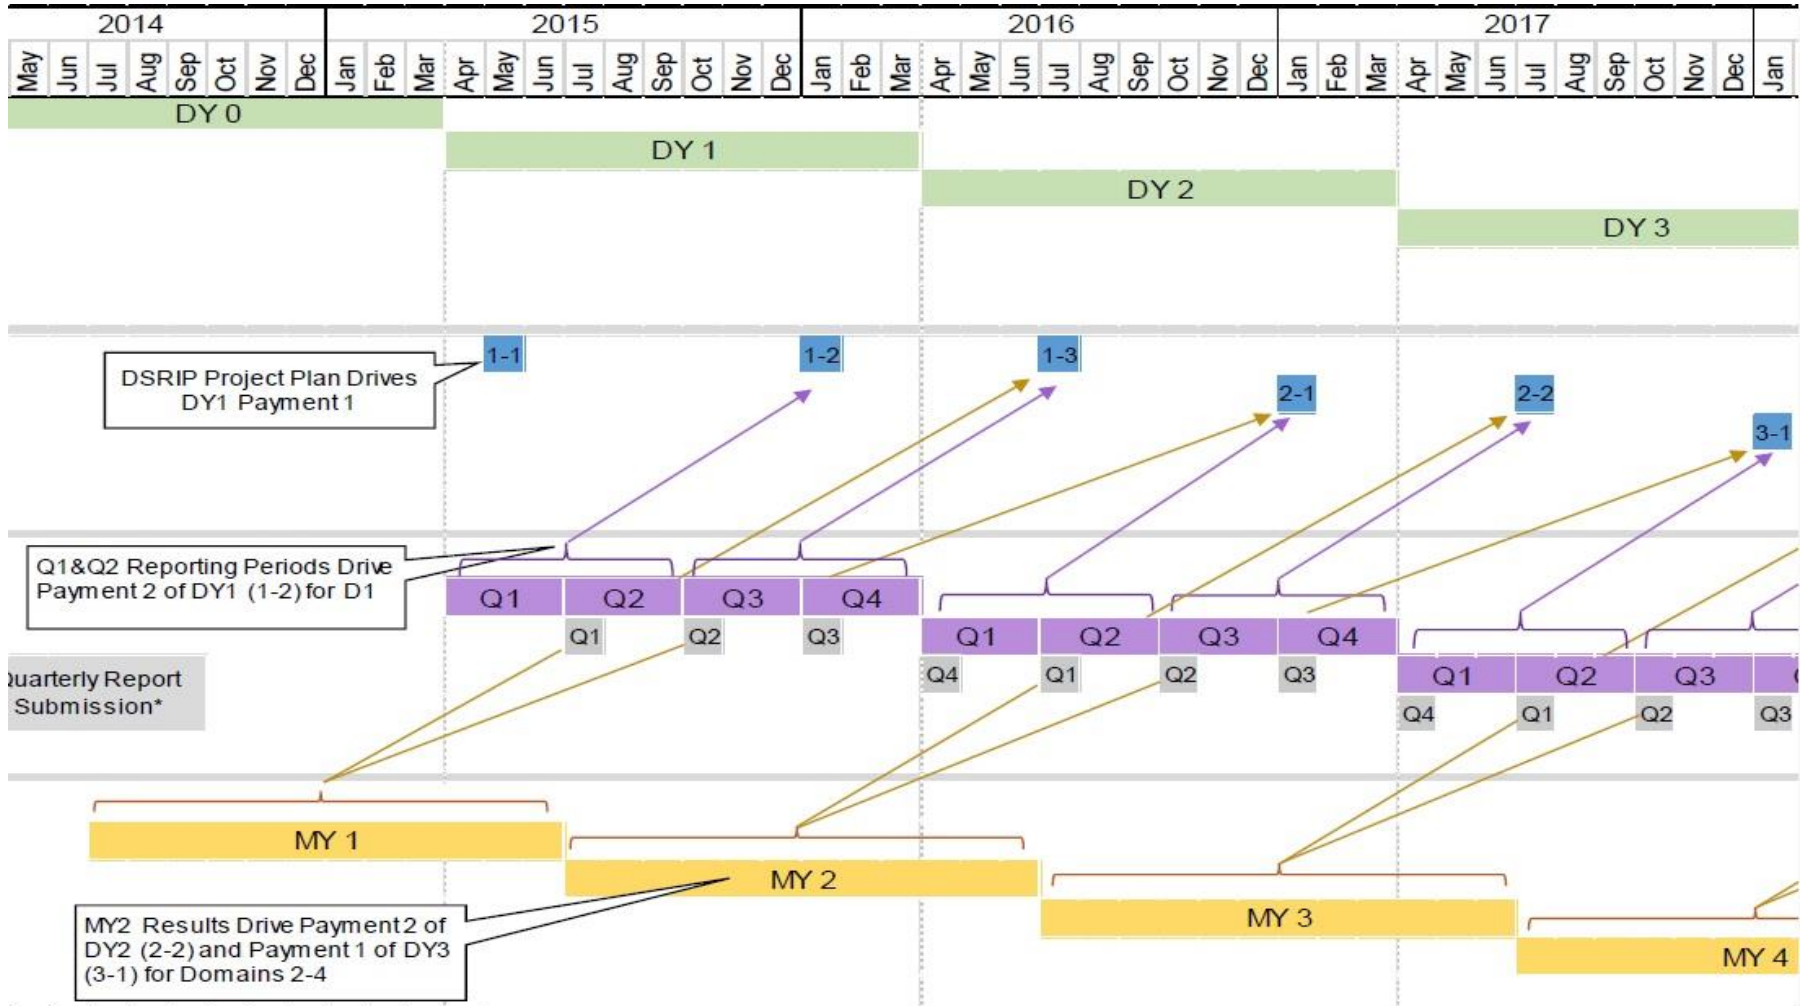 2014 2015 2016 2017
May Jun Jul Aug Sep Oct Nov Dec Jan Feb Mar Apr May Jun Jul Aug Sep Oct Nov Dec Jan Feb Mar Apr May Jun Jul Aug Sep Oct Nov Dec Jan Feb Mar Apr May Jun Jul Aug Sep Oct Nov Dec Jan
DY 0
DY 1
DY 2
DY 3
1-1 1-2 1-3
DSRIP Project Plan Drives
DY1 Payment 1
2-1 2-2
3-1
Q1&Q2 Reporting Periods Drive
Payment 2 of DY1 (1-2) for D1
Q1 Q2 Q3 Q4
Q1 Q2 Q3
Q1 Q2 Q3 Q4
Q4 Q1 Q2 Q3
Q1 Q2 Q3
Q4 Q1 Q2 Q3
uarterly Report
Submission*
MY 1
MY 2
MY 3
MY 4
MY2 Results Drive Payment 2 of
DY2 (2-2) and Payment 1 of DY3
(3-1) for Domains 2-4